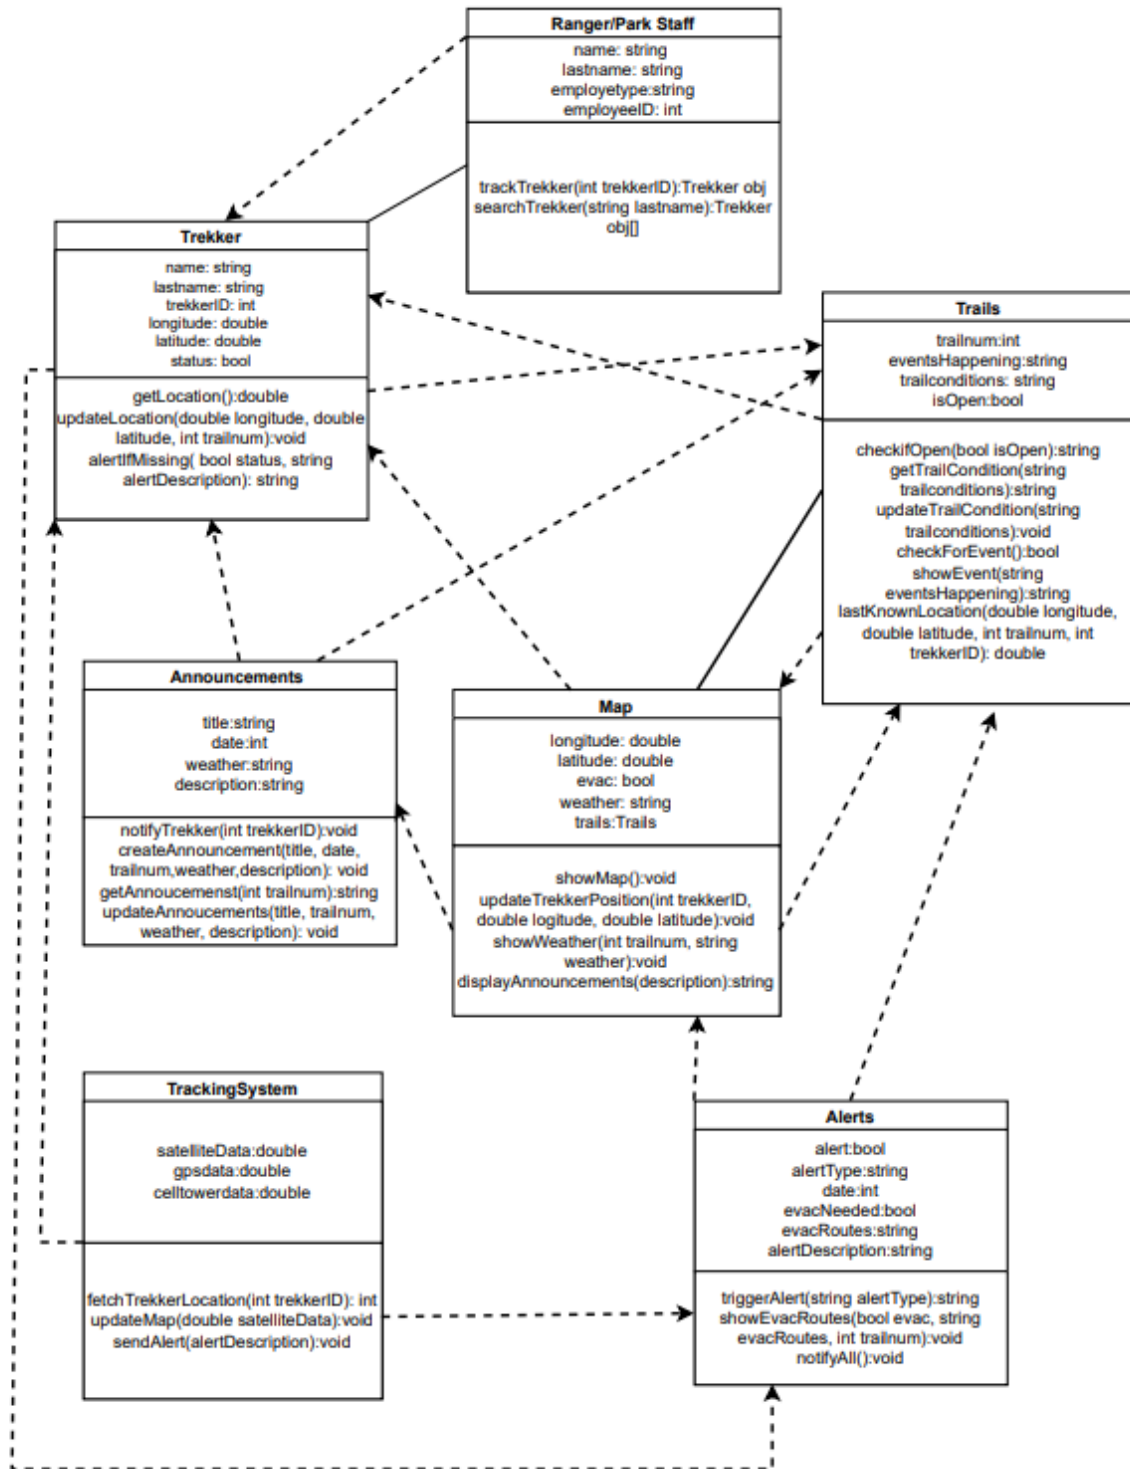 Ranger/Park Staff
name: string
lastname: string
employetype:string
employeeID: int
trackTrekker(int trekkerID):Trekker obj
searchTrekker(string lastname):Trekker
obj[]
Trekker
name: string
lastname: string
trekkerID: int
longitude: double
latitude: double
status: bool
getLocation():double
updateLocation(double longitude, double
latitude, int trailnum):void
alertIfMissing( bool status, string
alertDescription): string
Trails
trailnum:int
eventsHappening:string
trailconditions: string
isOpen:bool
checkifOpen(bool isOpen):string
getTrailCondition(string
trailconditions):string
updateTrailCondition(string
trailconditions):void
checkForEvent():bool
showEvent(string
eventsHappening):string
lastKnownLocation(double longitude,
double latitude, int trailnum, int
trekkerID): double
Announcements
title:string
date:int
weather:string
description:string
notifyTrekker(int trekkerID):void
createAnnouncement(title, date,
trailnum,weather,description): void
getAnnoucemenst(int trailnum):string
updateAnnoucements(title, trailnum,
weather, description): void
Map
longitude: double
latitude: double
evac: bool
weather: string
trails:Trails
showMap():void
updateTrekkerPosition(int trekkerID,
double logitude, double latitude):void
showWeather(int trailnum, string
weather):void
displayAnnouncements(description):string
TrackingSystem
satelliteData:double
gpsdata:double
celltowerdata:double
fetchTrekkerLocation(int trekkerID): int
updateMap(double satelliteData):void
sendAlert(alertDescription):void
Alerts
alert:bool
alertType:string
date:int
evacNeeded:bool
evacRoutes:string
alertDescription:string
triggerAlert(string alertType):string
showEvacRoutes(bool evac, string
evacRoutes, int trailnum):void
notifyAll():void